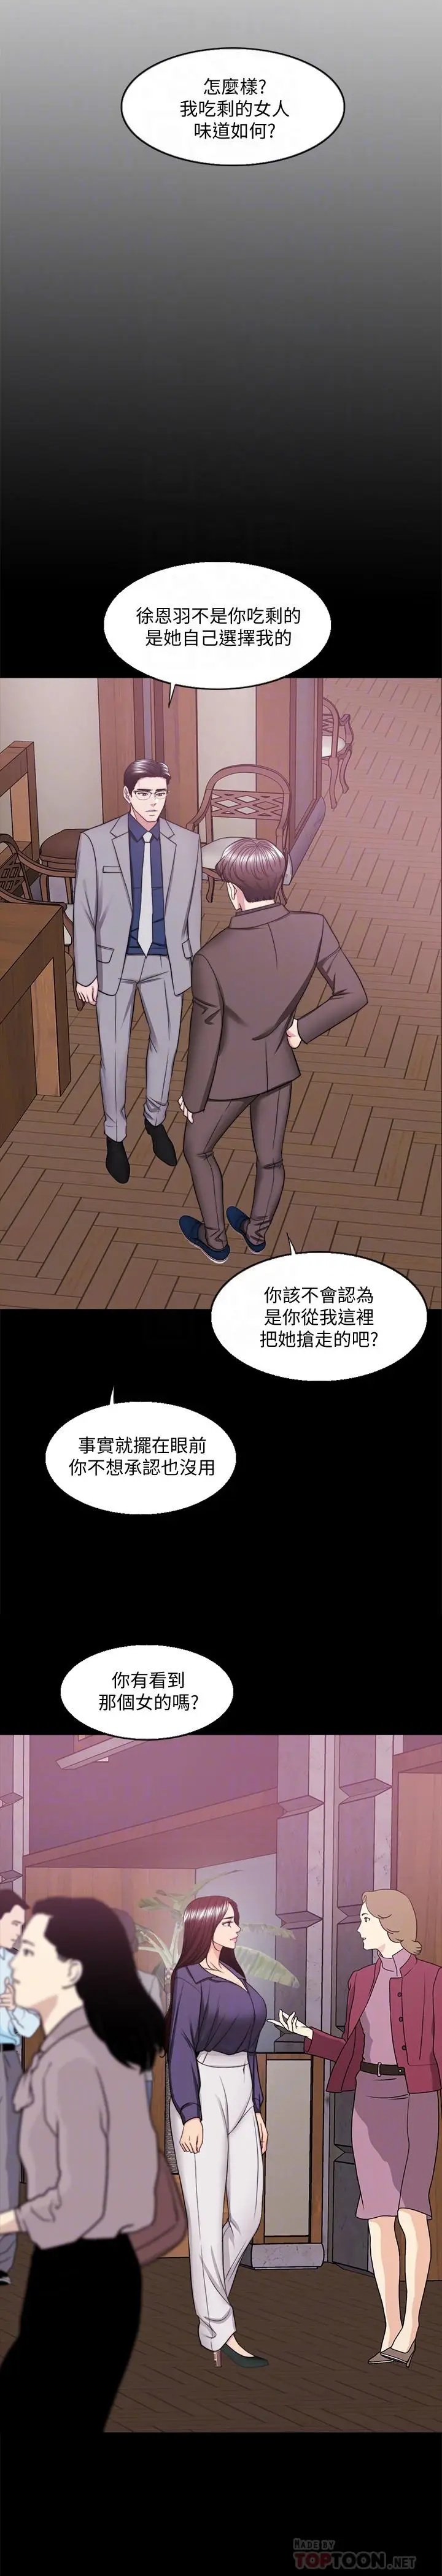 怎麼樣?
我吃剩的女人
味道如何?
徐恩羽不是你吃剩的
是她自己選擇我的
你該不會認為
是你從我這裡
把她搶走的吧?
事實就擺在眼前
你不想承認也沒用
你有看到
那個女的嗎?
MADE BY
TOPTOON.NET